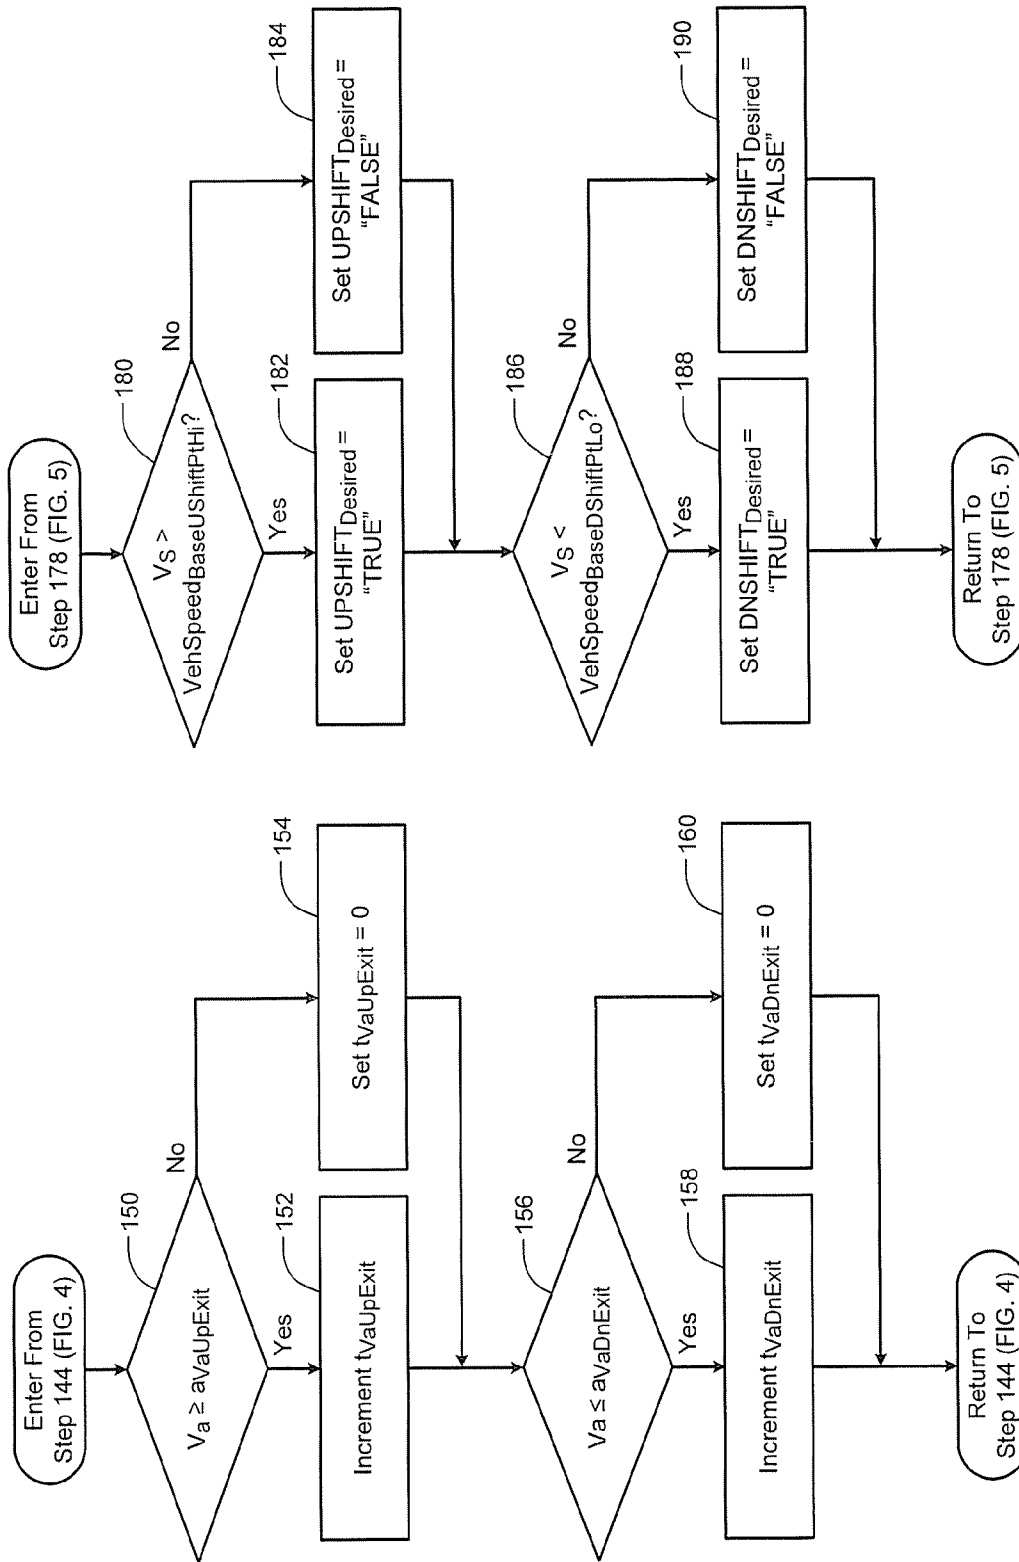 Enter From
Step 144 (FIG. 4)
150
Va ≥ aVaUpExit
No
Yes
152
Increment tVaUpExit
154
Set tVaUpExit = 0
156
Va ≤ aVaDnExit
No
Yes
158
Increment tVaDnExit
160
Set tVaDnExit = 0
Return To
Step 144 (FIG. 4)
Enter From
Step 178 (FIG. 5)
180
VS >
VehSpeedBaseUShiftPtHi?
No
Yes
182
Set UPSHIFTDesired =
“TRUE”
184
Set UPSHIFTDesired =
“FALSE”
186
VS <
VehSpeedBaseDShiftPtLo?
No
Yes
188
Set DNSHIFTDesired =
“TRUE”
190
Set DNSHIFTDesired =
“FALSE”
Return To
Step 178 (FIG. 5)